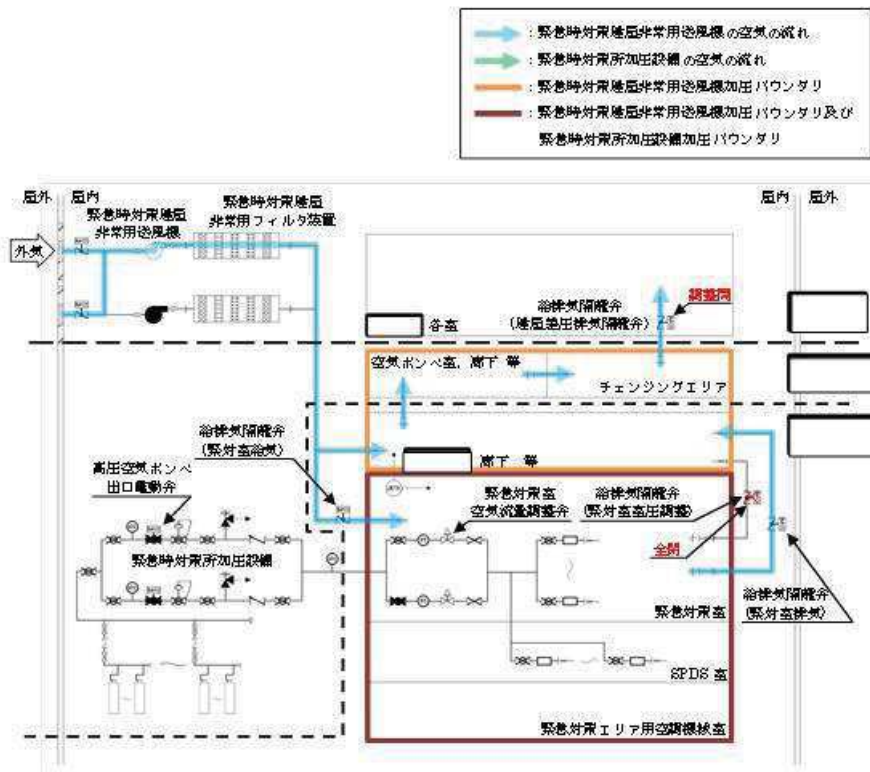 ：緊急時対策建屋非常用送風機の空気の流れ
：緊急時対策所加圧設備の空気の流れ
：緊急時対策建屋非常用送風機加圧バウンダリ
：緊急時対策建屋非常用送風機加圧バウンダリ及び
緊急時対策所加圧設備加圧バウンダリ
屋外
屋内
緊急時対策建屋
非常用送風機
緊急時対策建屋
非常用フィルタ装置
屋内
屋外
外気
給排気隔離弁
（建屋差圧排気隔離弁）
調整開
各室
空気ボンベ室，廊下 等
チェンジングエリア
給排気隔離弁
（緊対室給気）
高圧空気ボンベ
出口電動弁
廊下 等
緊急対策室
空気流量調整弁
給排気隔離弁
（緊対室室圧調整）
緊急時対策所加圧設備
全閉
給排気隔離弁
（緊対室排気）
緊急対策室
SPDS 室
緊急対策エリア用空調機械室